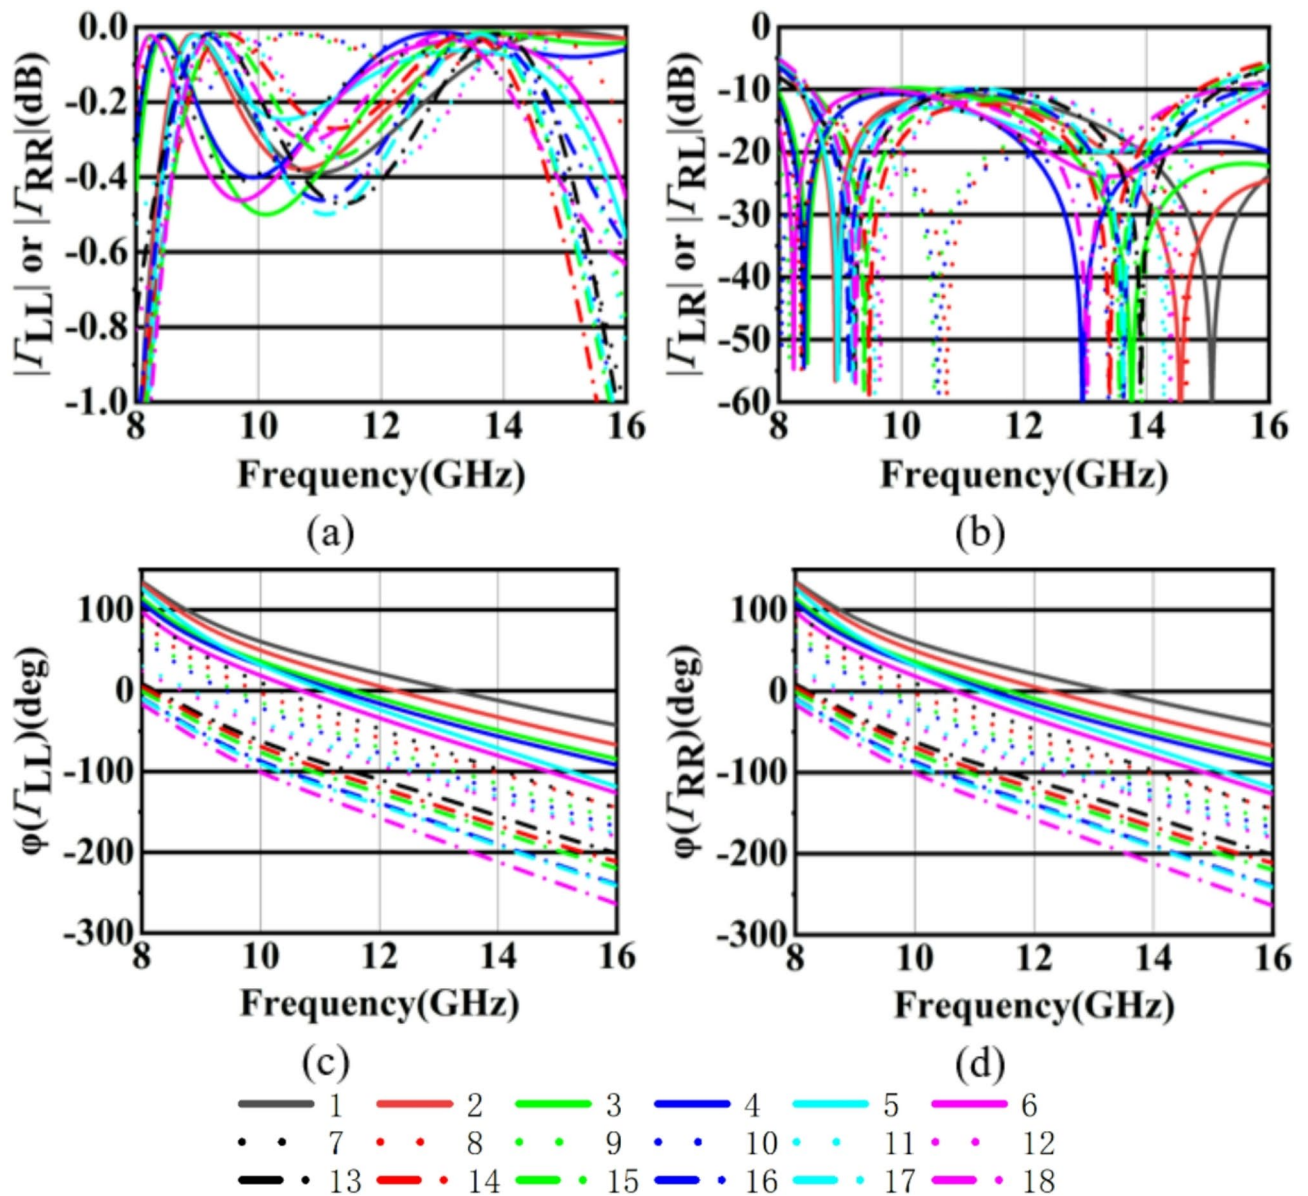 |Γ_LL| or |Γ_RR|(dB)
0.0
-0.2
-0.4
-0.6
-0.8
-1.0
8 10 12 14 16
Frequency(GHz)
(a)
|Γ_LR| or |Γ_RL|(dB)
0
-10
-20
-30
-40
-50
-60
8 10 12 14 16
Frequency(GHz)
(b)
φ(Γ_LL)(deg)
100
0
-100
-200
-300
8 10 12 14 16
Frequency(GHz)
(c)
φ(Γ_RR)(deg)
100
0
-100
-200
-300
8 10 12 14 16
Frequency(GHz)
(d)
1 2 3 4 5 6
7 8 9 10 11 12
13 14 15 16 17 18